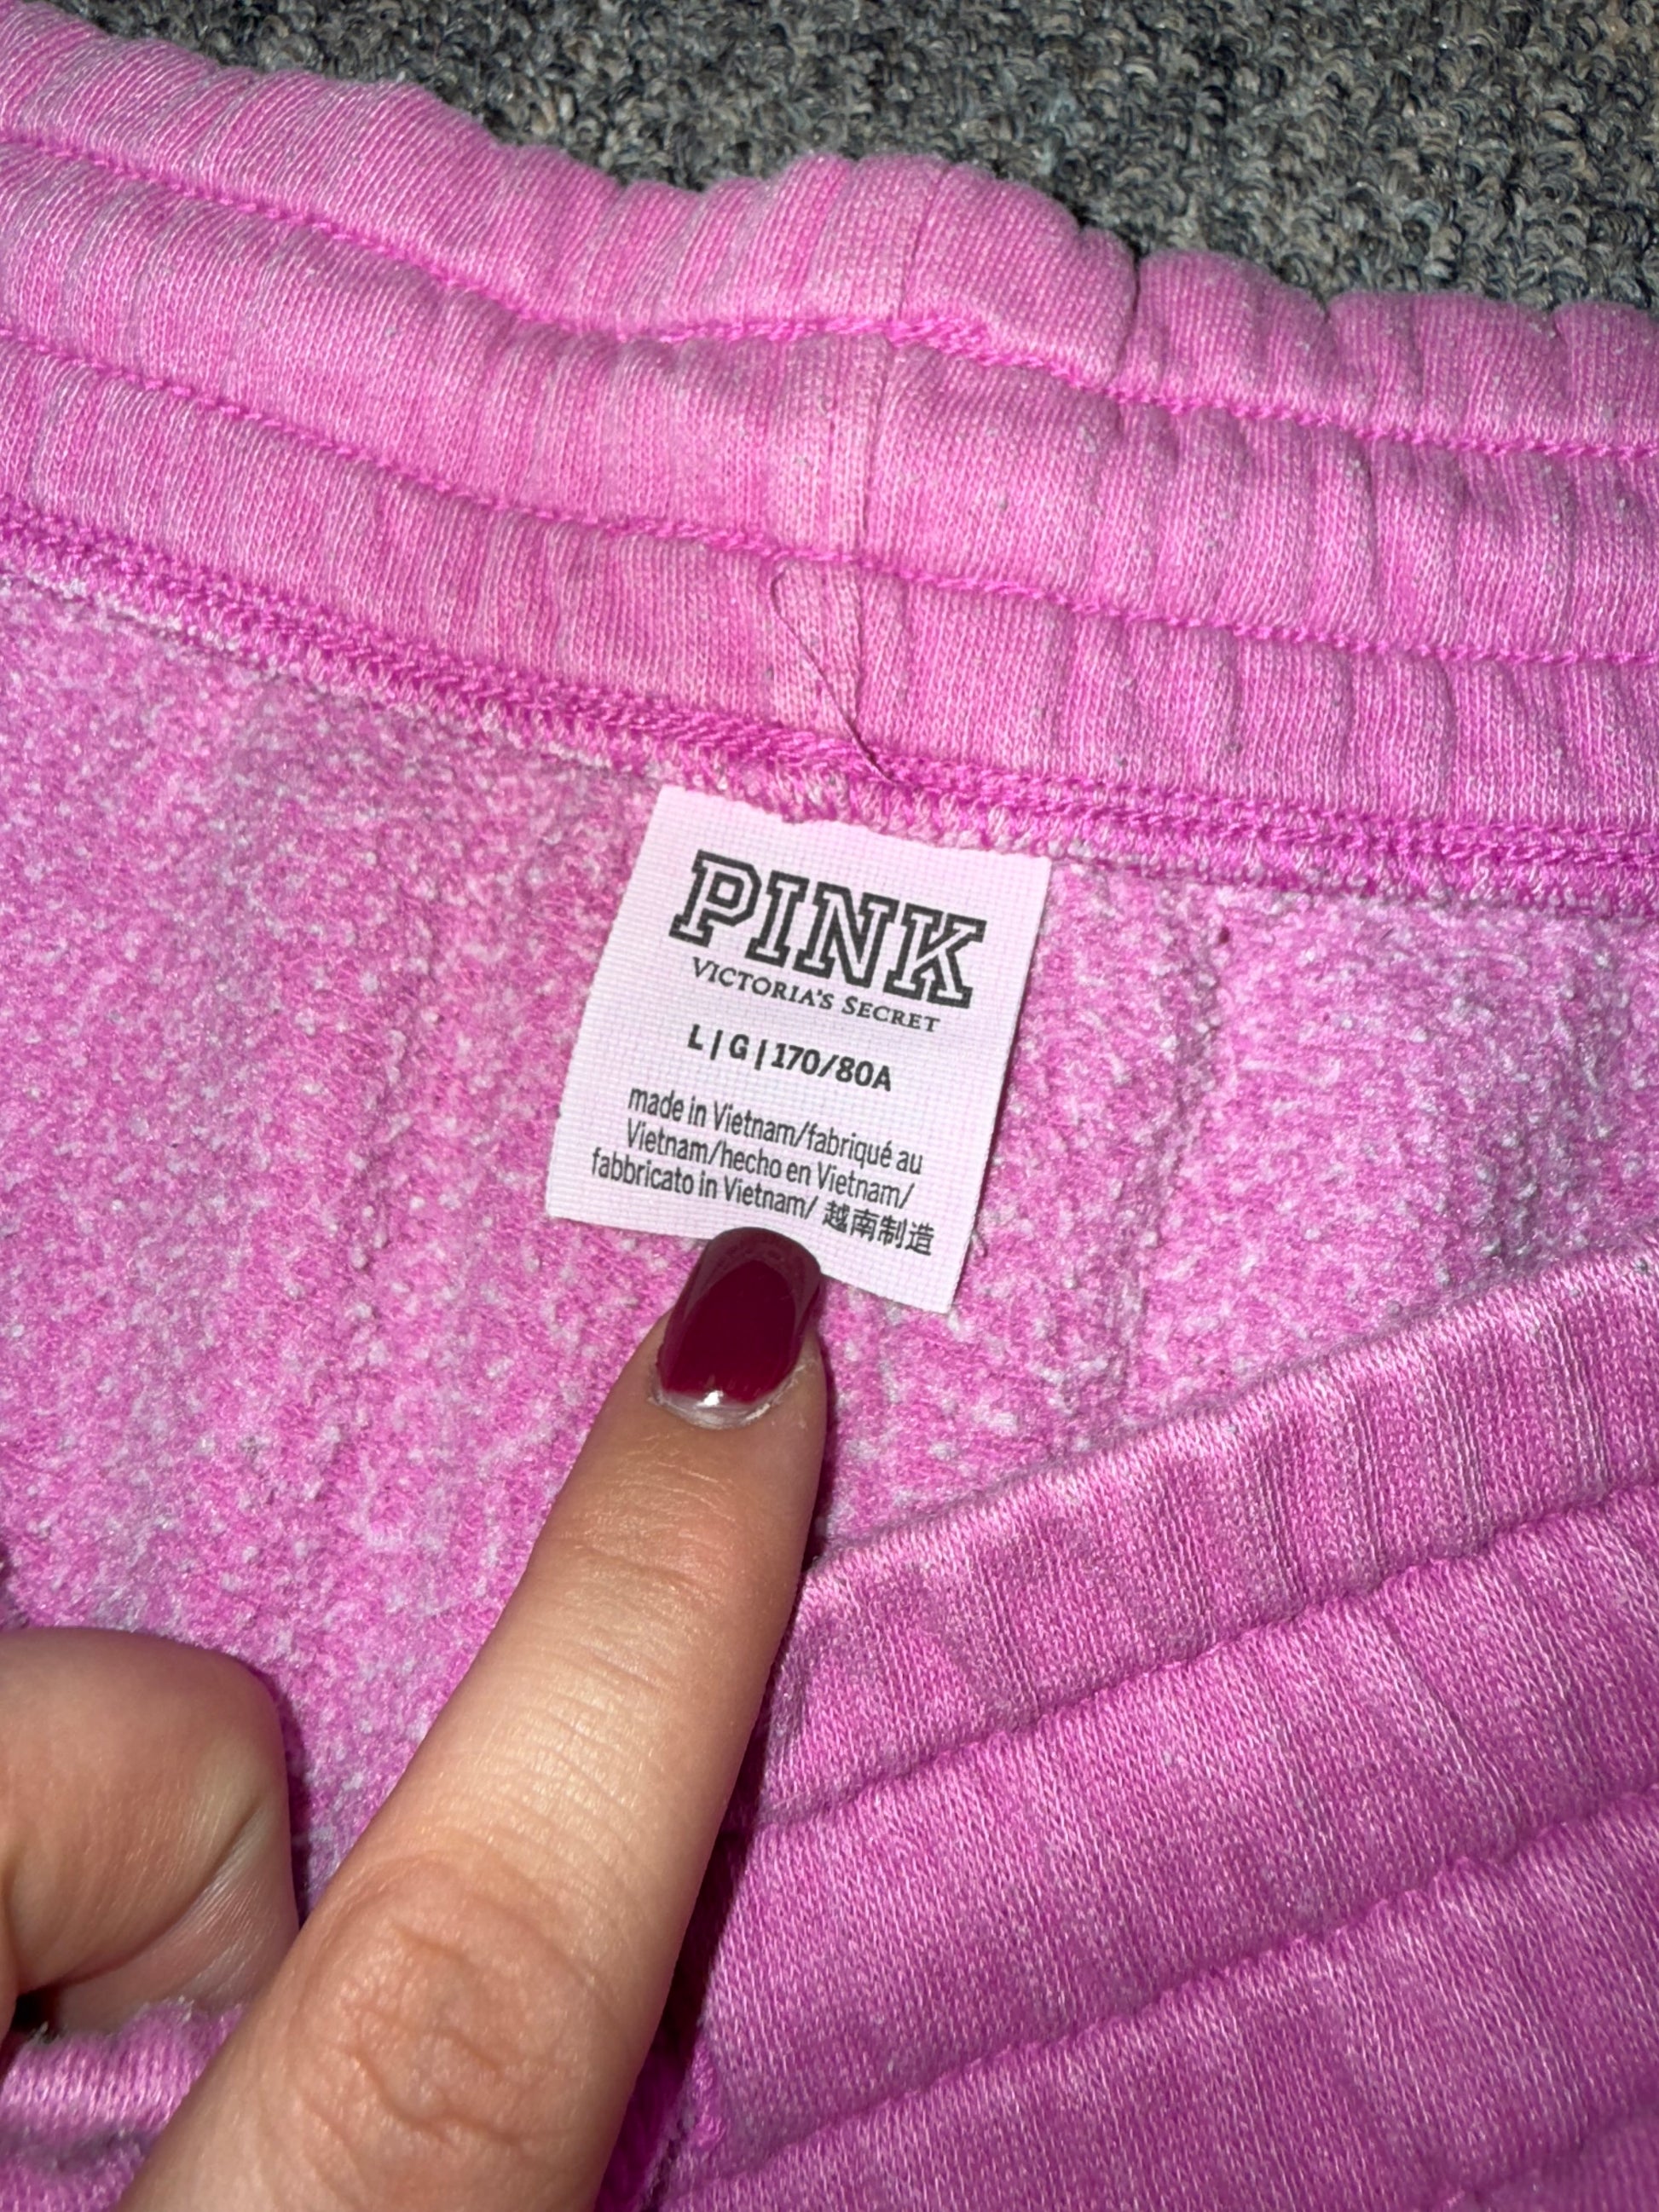 PINK
VICTORIA'S SECRET
L | G | 170/80A
made in Vietnam/fabriqué au
Vietnam/hecho en Vietnam/
fabbricato in Vietnam/ 越南制造